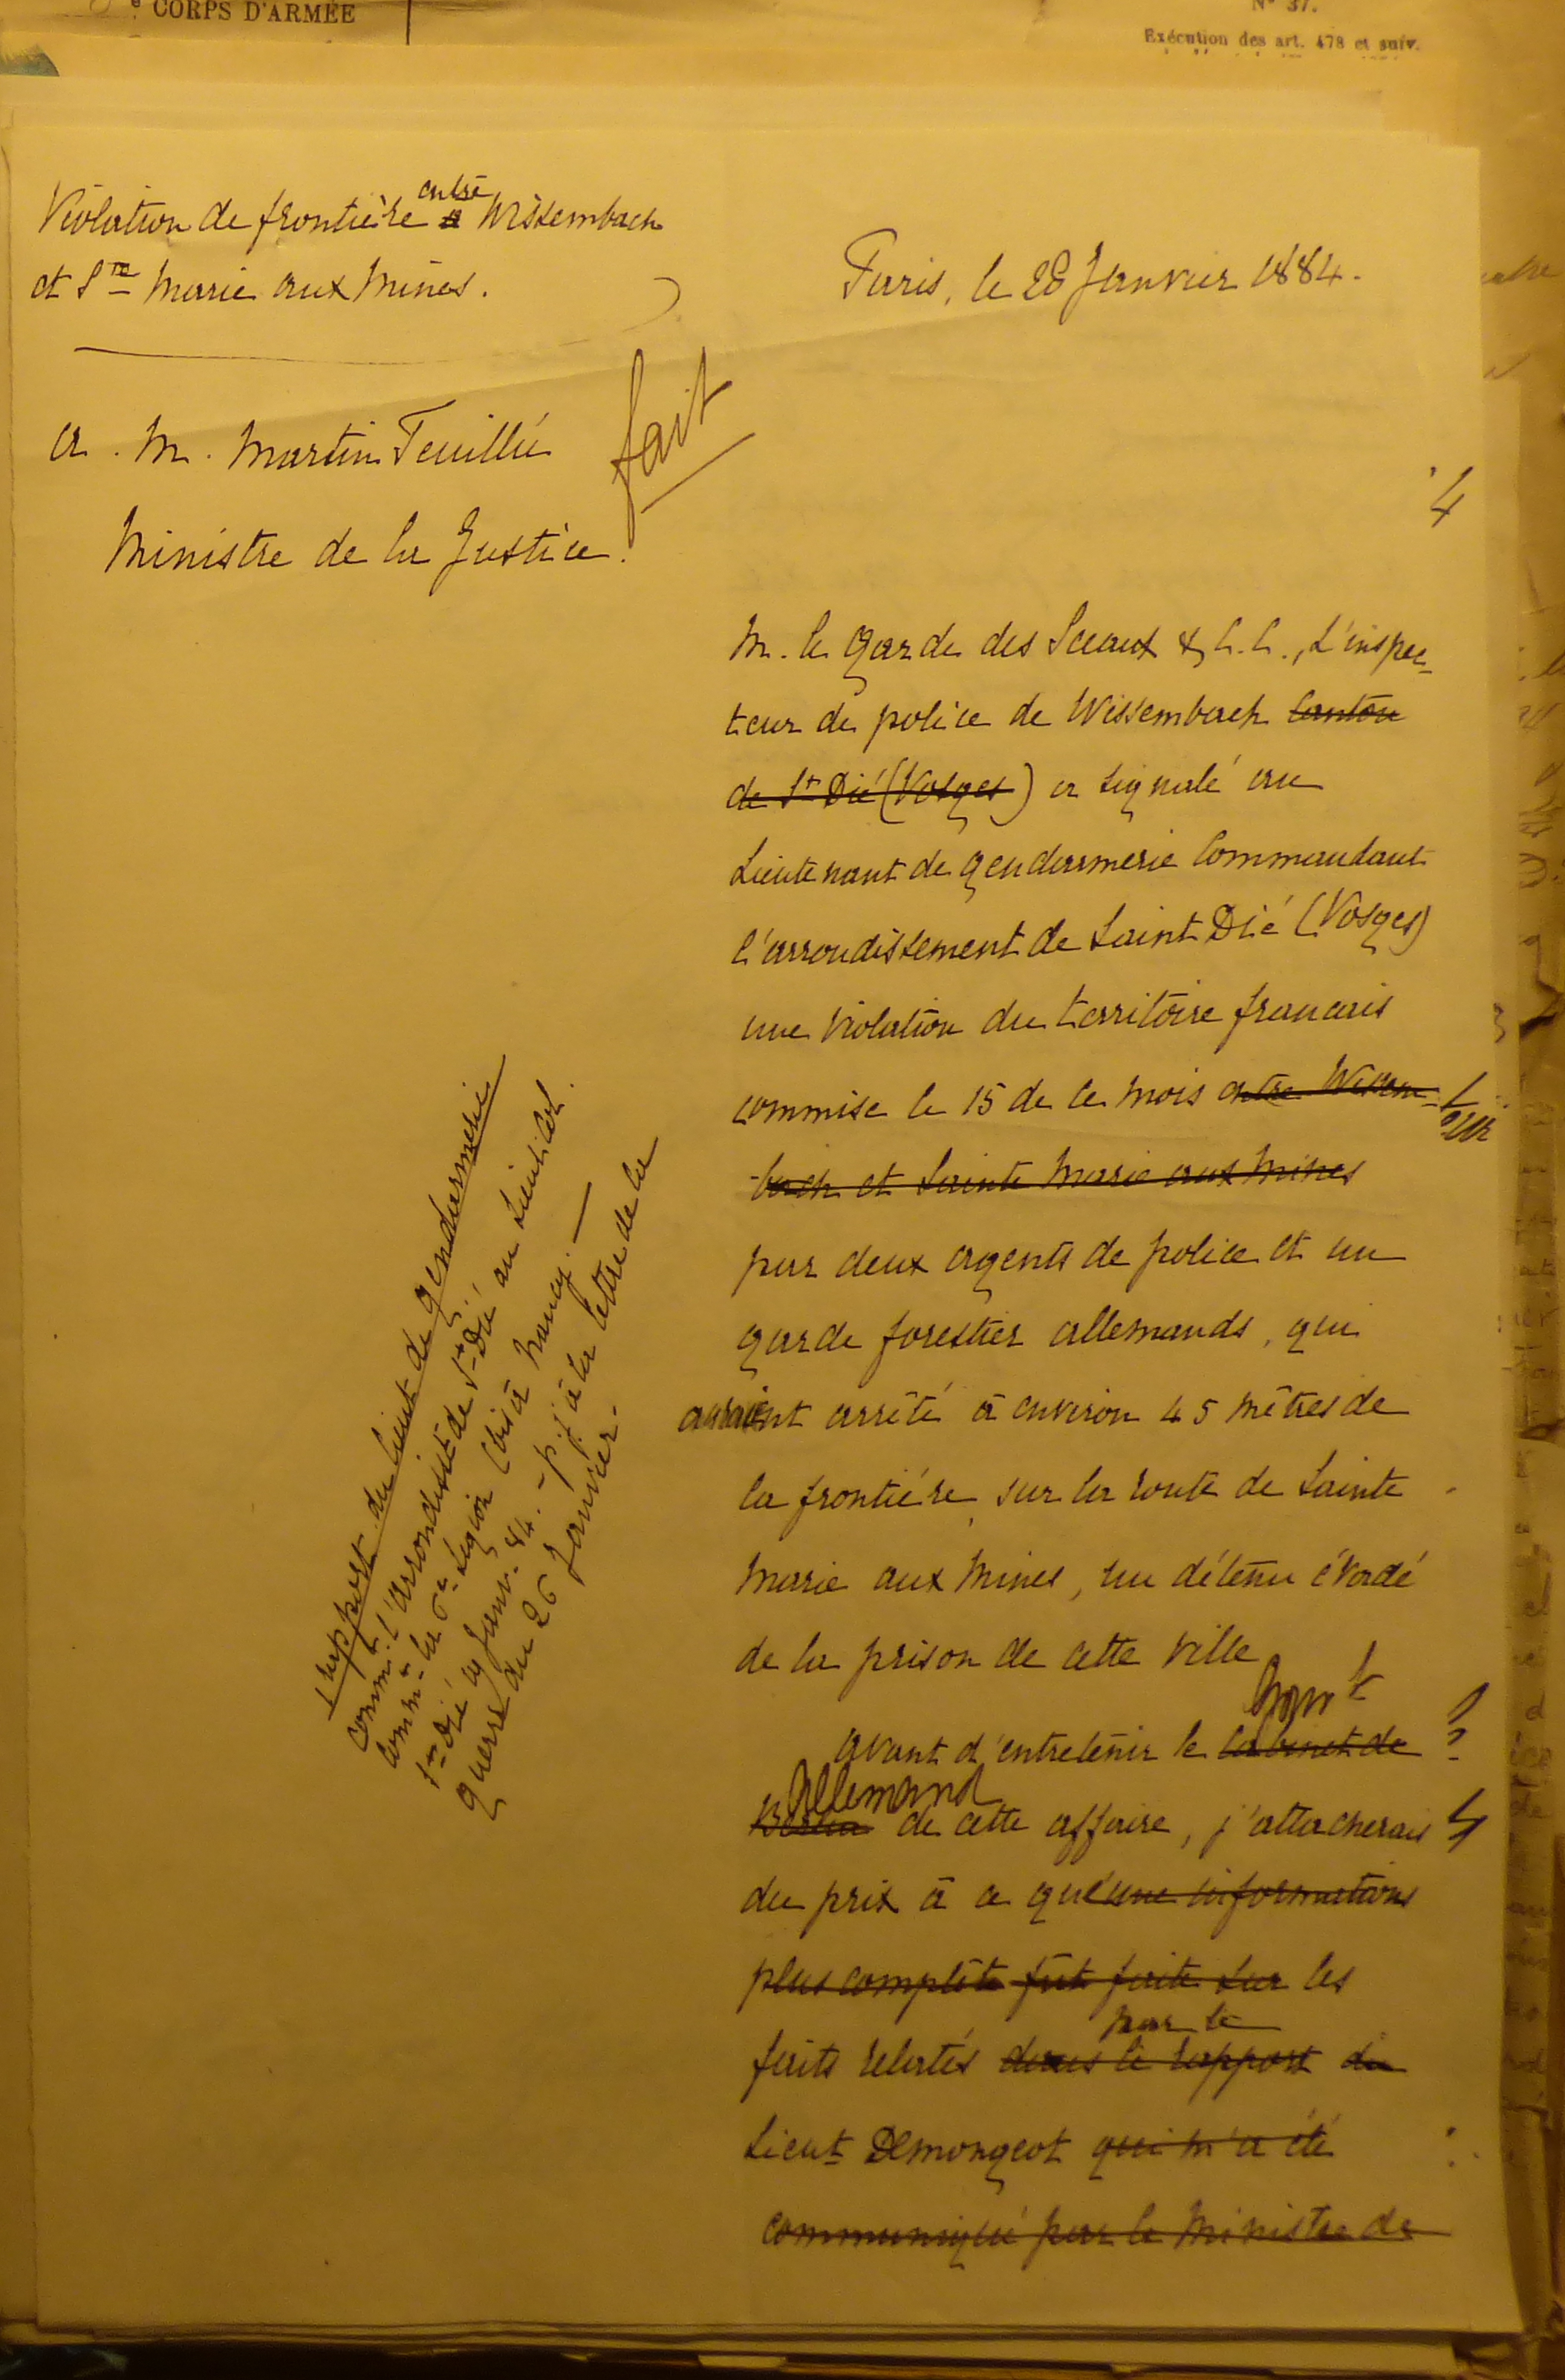 e CORPS D'ARMÉE
N° 37.
Exécution des art. 478 et suiv.
Violation de frontière entre Wissembach
et Ste Marie aux Mines.
Paris, le 28 Janvier 1884.
fait
a. M. Martin Feuillée
Ministre de la Justice.
4
M. le Garde des Sceaux & C. C., L'inspec-
teur de police de Wissembach canton
de St Dié (Vosges) a signalé au
Lieutenant de gendarmerie Commandant
l'arrondissement de Saint Dié (Vosges)
une violation du territoire francais
commise le 15 de ce mois entre Wissem-
bach et Sainte Marie aux Mines
par deux agents de police et un
garde forestier allemands, qui
auraient arrêté à environ 45 mètres de
la frontière, sur la route de Sainte
Marie aux Mines, un détenu évadé
de la prison de cette ville
Gouvt
avant d'entretenir le cabinet de
allemand
Berlin de cette affaire, j'attacherais
du prix à ce qu'une informations
plus complète fut faite sur les
par le
faits relatés dans le rapport du
Lieut Demongeot qui m'a été
communiqué par le Ministre de
rapport du Lieut de gendarmerie
commt l'arrondisst de St Dié au Lieut Col.
commt la 6e Légion (bis à Nancy. —
St Dié Janv. 84. - p. j. à la lettre de la
guerre du 26 Janvier.